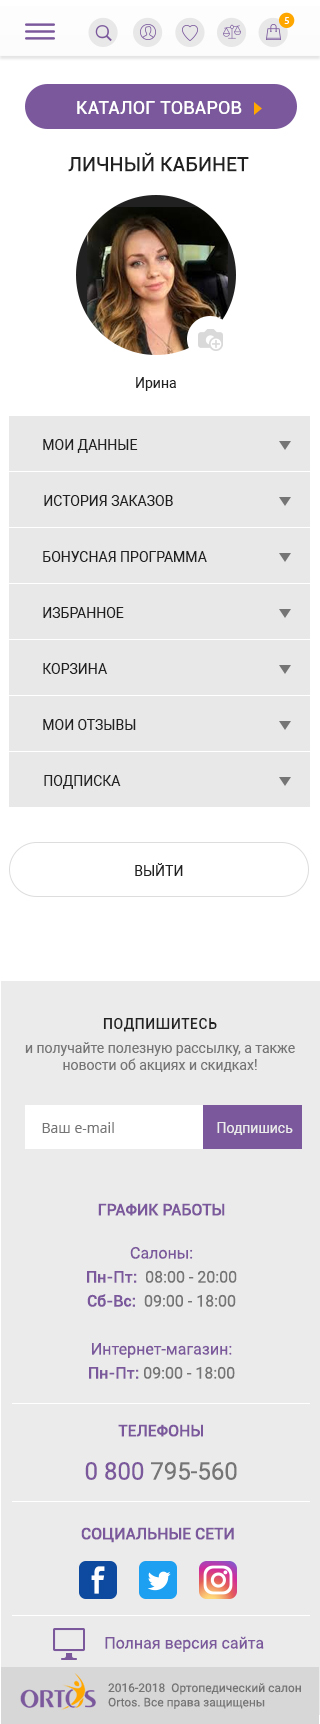 5
КАТАЛОГ ТОВАРОВ
ЛИЧНЫЙ КАБИНЕТ
Ирина
МОИ ДАННЫЕ
ИСТОРИЯ ЗАКАЗОВ
БОНУСНАЯ ПРОГРАММА
ИЗБРАННОЕ
КОРЗИНА
МОИ ОТЗЫВЫ
ПОДПИСКА
ВЫЙТИ
ПОДПИШИТЕСЬ
и получайте полезную рассылку, а также
новости об акциях и скидках!
Ваш e-mail
Подпишись
ГРАФИК РАБОТЫ
Салоны:
Пн-Пт: 08:00 - 20:00
Сб-Вс: 09:00 - 18:00
Интернет-магазин:
Пн-Пт: 09:00 - 18:00
ТЕЛЕФОНЫ
0 800 795-560
СОЦИАЛЬНЫЕ СЕТИ
Полная версия сайта
ORTOS
2016-2018 Ортопедический салон
Ortos. Все права защищены